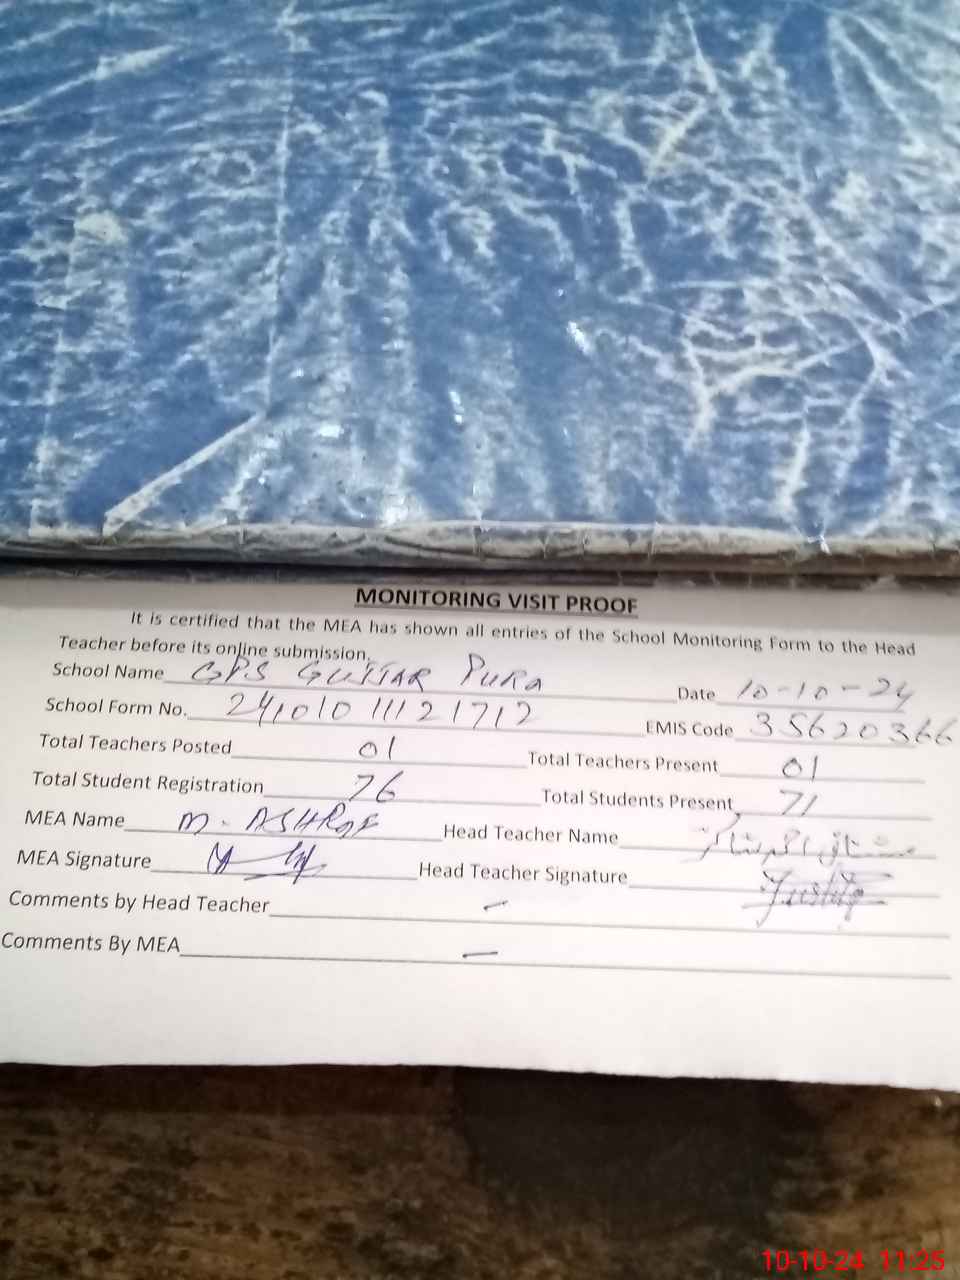 MONITORING VISIT PROOF
It is certified that the MEA has shown all entries of the School Monitoring Form to the Head
Teacher before its online submission.
School Name GPS GUJJAR PURA Date 10-10-24
School Form No. 24101011121712 EMIS Code 35620366
Total Teachers Posted 01 Total Teachers Present 01
Total Student Registration 76 Total Students Present 71
MEA Name M. ASHRAF Head Teacher Name
MEA Signature Head Teacher Signature
Comments by Head Teacher –
Comments By MEA –
10-10-24 11:25